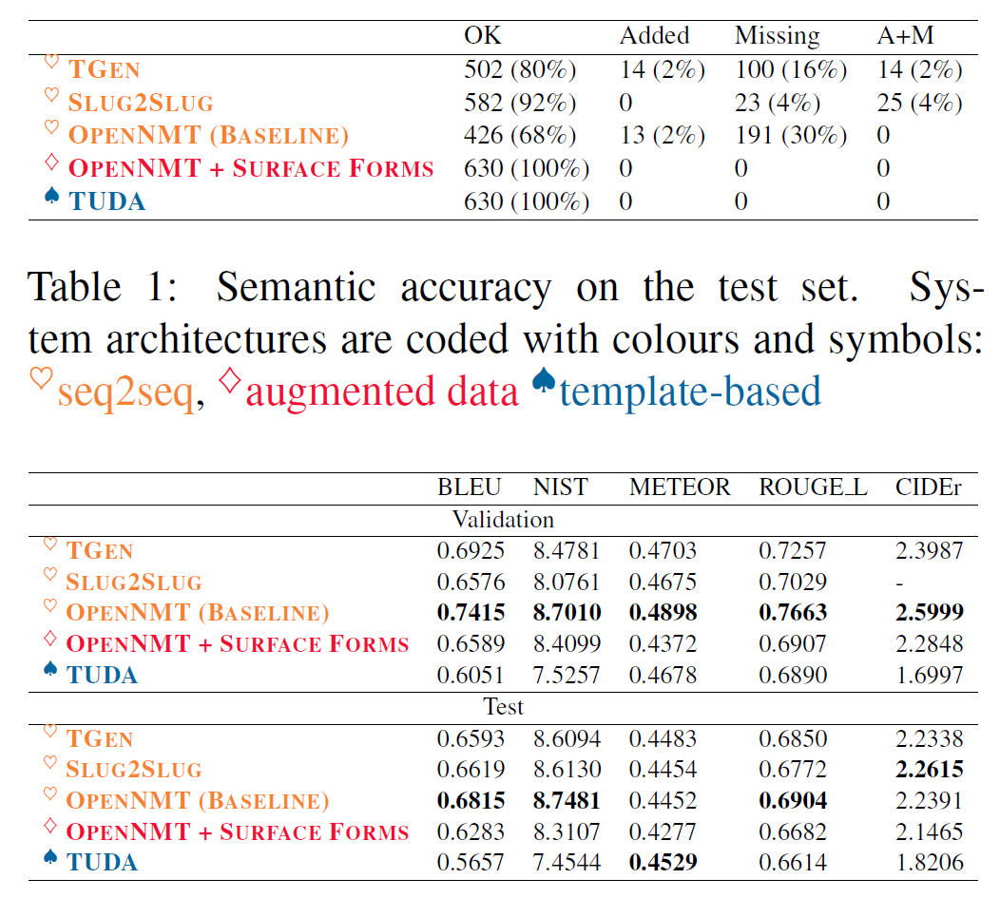 OK Added Missing A+M
♡ TGEN 502 (80%) 14 (2%) 100 (16%) 14 (2%)
♡ SLUG2SLUG 582 (92%) 0 23 (4%) 25 (4%)
♡ OPENNMT (BASELINE) 426 (68%) 13 (2%) 191 (30%) 0
♢ OPENNMT + SURFACE FORMS 630 (100%) 0 0 0
♠ TUDA 630 (100%) 0 0 0
Table 1: Semantic accuracy on the test set. Sys-
tem architectures are coded with colours and symbols:
♡seq2seq, ♢augmented data ♠template-based
BLEU NIST METEOR ROUGE_L CIDEr
Validation
♡ TGEN 0.6925 8.4781 0.4703 0.7257 2.3987
♡ SLUG2SLUG 0.6576 8.0761 0.4675 0.7029 -
♡ OPENNMT (BASELINE) 0.7415 8.7010 0.4898 0.7663 2.5999
♢ OPENNMT + SURFACE FORMS 0.6589 8.4099 0.4372 0.6907 2.2848
♠ TUDA 0.6051 7.5257 0.4678 0.6890 1.6997
Test
♡ TGEN 0.6593 8.6094 0.4483 0.6850 2.2338
♡ SLUG2SLUG 0.6619 8.6130 0.4454 0.6772 2.2615
♡ OPENNMT (BASELINE) 0.6815 8.7481 0.4452 0.6904 2.2391
♢ OPENNMT + SURFACE FORMS 0.6283 8.3107 0.4277 0.6682 2.1465
♠ TUDA 0.5657 7.4544 0.4529 0.6614 1.8206